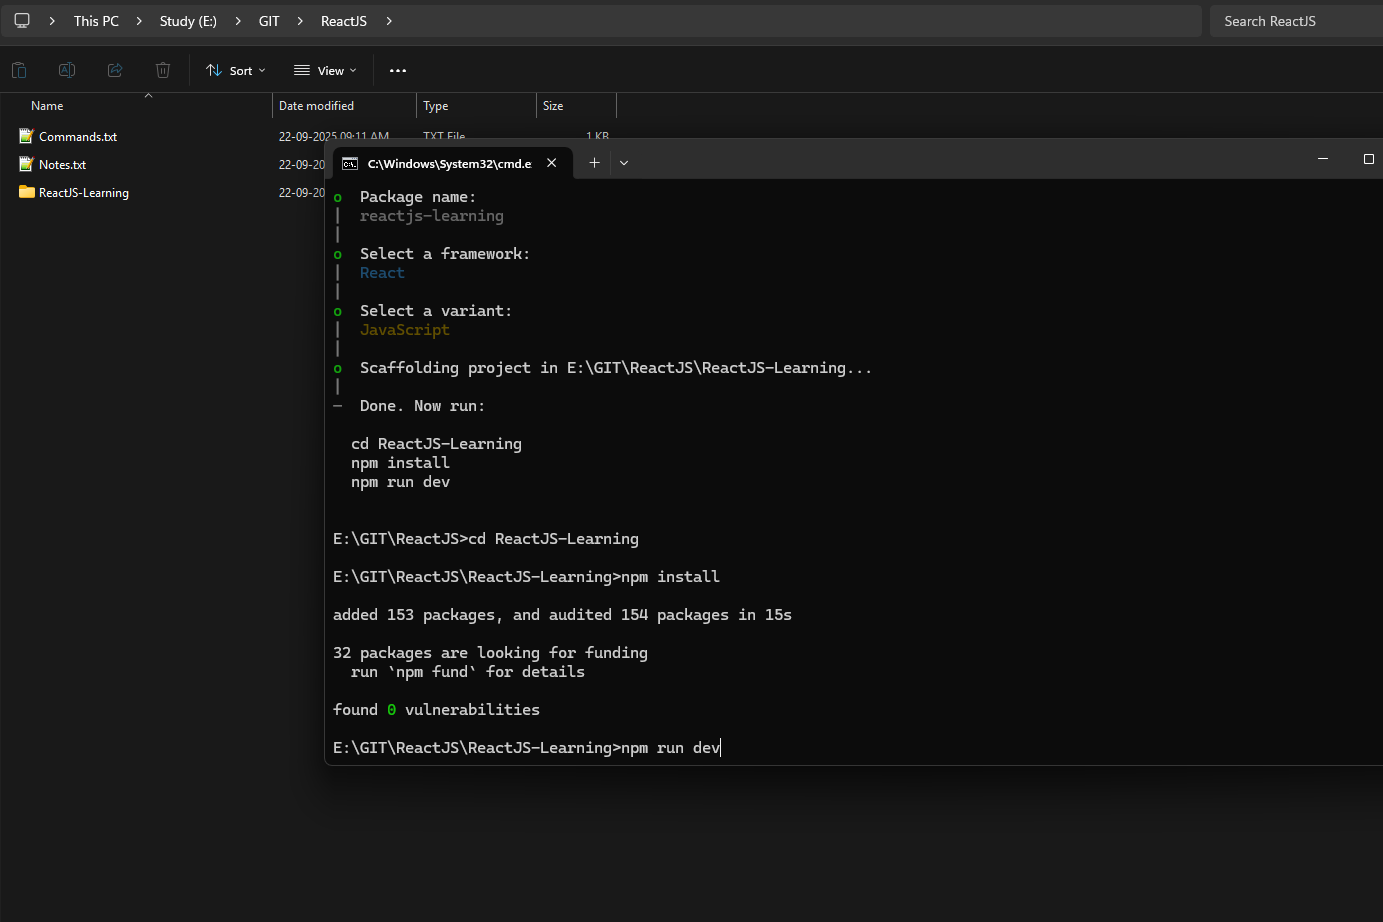 This PC > Study (E:) > GIT > ReactJS >
Search ReactJS
Sort
View
Name
Date modified
Type
Size
Commands.txt
22-09-2025 09:11 AM
TXT File
1 KB
Notes.txt
22-09-20
ReactJS-Learning
22-09-20
C:\Windows\System32\cmd.e
o Package name:
| reactjs-learning
|
o Select a framework:
| React
|
o Select a variant:
| JavaScript
|
o Scaffolding project in E:\GIT\ReactJS\ReactJS-Learning...
|
— Done. Now run:
cd ReactJS-Learning
npm install
npm run dev
E:\GIT\ReactJS>cd ReactJS-Learning
E:\GIT\ReactJS\ReactJS-Learning>npm install
added 153 packages, and audited 154 packages in 15s
32 packages are looking for funding
run `npm fund` for details
found 0 vulnerabilities
E:\GIT\ReactJS\ReactJS-Learning>npm run dev